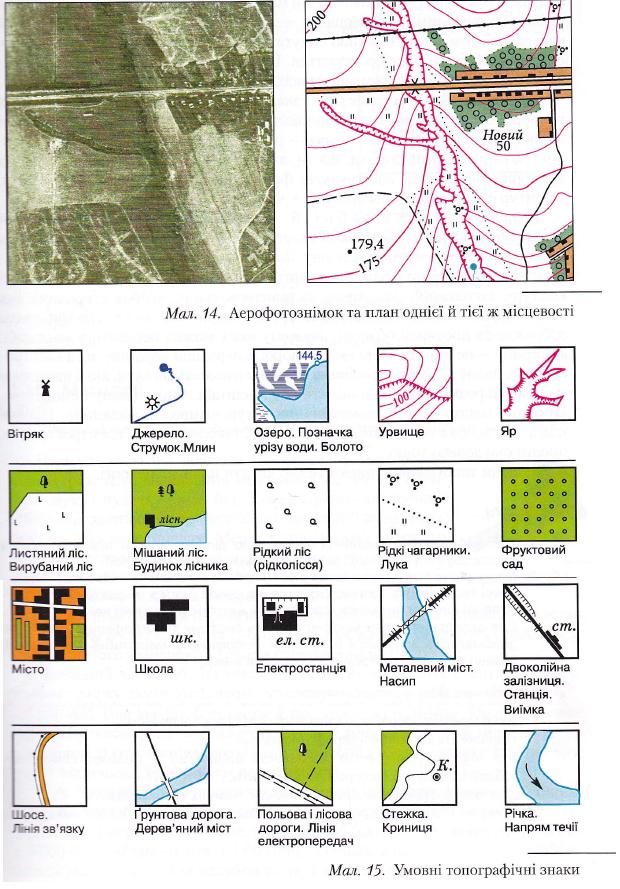 200
Новий
50
179,4
175
Мал. 14. Аерофотознімок та план однієї й тієї ж місцевості
144,5
100
Вітряк
Джерело.
Струмок.Млин
Озеро. Позначка
урізу води. Болото
Урвище
Яр
лісн.
Листяний ліс.
Вирубаний ліс
Мішаний ліс.
Будинок лісника
Рідкий ліс
(рідколісся)
Рідкі чагарники.
Лука
Фруктовий
сад
шк.
ел. ст.
ст.
Місто
Школа
Електростанція
Металевий міст.
Насип
Двоколійна
залізниця.
Станція.
Виїмка
К.
Шосе.
Лінія зв'язку
Ґрунтова дорога.
Дерев'яний міст
Польова і лісова
дороги. Лінія
електропередач
Стежка.
Криниця
Річка.
Напрям течії
Мал. 15. Умовні топографічні знаки